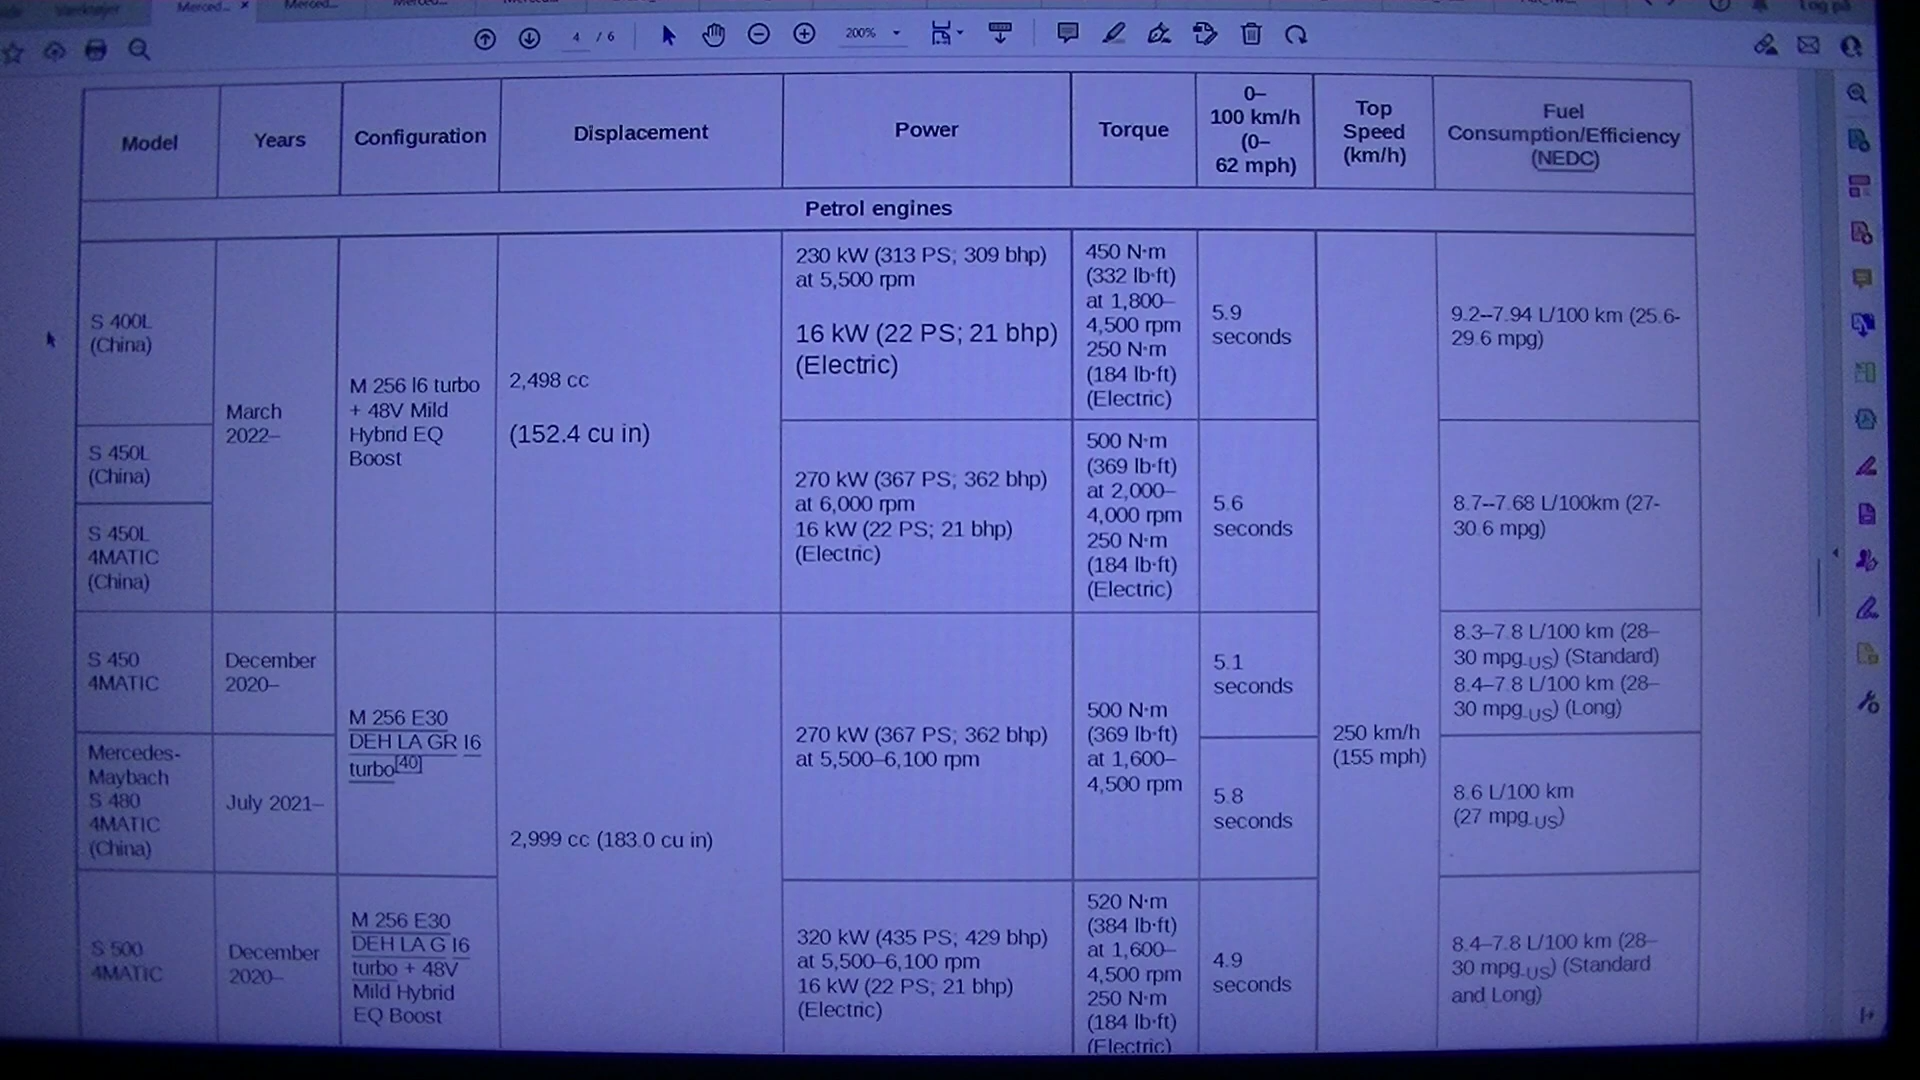 Værktøjer
Merced... ×
Merced...
Log på
4 / 6
200%
Model
Years
Configuration
Displacement
Power
Torque
0–
100 km/h
(0–
62 mph)
Top
Speed
(km/h)
Fuel
Consumption/Efficiency
(NEDC)
Petrol engines
S 400L
(China)
March
2022–
M 256 I6 turbo
+ 48V Mild
Hybrid EQ
Boost
2,498 cc
(152.4 cu in)
230 kW (313 PS; 309 bhp)
at 5,500 rpm
16 kW (22 PS; 21 bhp)
(Electric)
450 N·m
(332 lb·ft)
at 1,800–
4,500 rpm
250 N·m
(184 lb·ft)
(Electric)
5.9
seconds
9.2--7.94 L/100 km (25.6-
29.6 mpg)
S 450L
(China)
S 450L
4MATIC
(China)
270 kW (367 PS; 362 bhp)
at 6,000 rpm
16 kW (22 PS; 21 bhp)
(Electric)
500 N·m
(369 lb·ft)
at 2,000–
4,000 rpm
250 N·m
(184 lb·ft)
(Electric)
5.6
seconds
8.7--7.68 L/100km (27-
30.6 mpg)
S 450
4MATIC
December
2020–
M 256 E30
DEH LA GR I6
turbo[40]
2,999 cc (183.0 cu in)
270 kW (367 PS; 362 bhp)
at 5,500–6,100 rpm
500 N·m
(369 lb·ft)
at 1,600–
4,500 rpm
5.1
seconds
250 km/h
(155 mph)
8.3–7.8 L/100 km (28–
30 mpg-US) (Standard)
8.4–7.8 L/100 km (28–
30 mpg-US) (Long)
Mercedes-
Maybach
S 480
4MATIC
(China)
July 2021–
5.8
seconds
8.6 L/100 km
(27 mpg-US)
S 500
4MATIC
December
2020–
M 256 E30
DEH LA G I6
turbo + 48V
Mild Hybrid
EQ Boost
320 kW (435 PS; 429 bhp)
at 5,500–6,100 rpm
16 kW (22 PS; 21 bhp)
(Electric)
520 N·m
(384 lb·ft)
at 1,600–
4,500 rpm
250 N·m
(184 lb·ft)
(Electric)
4.9
seconds
8.4–7.8 L/100 km (28–
30 mpg-US) (Standard
and Long)